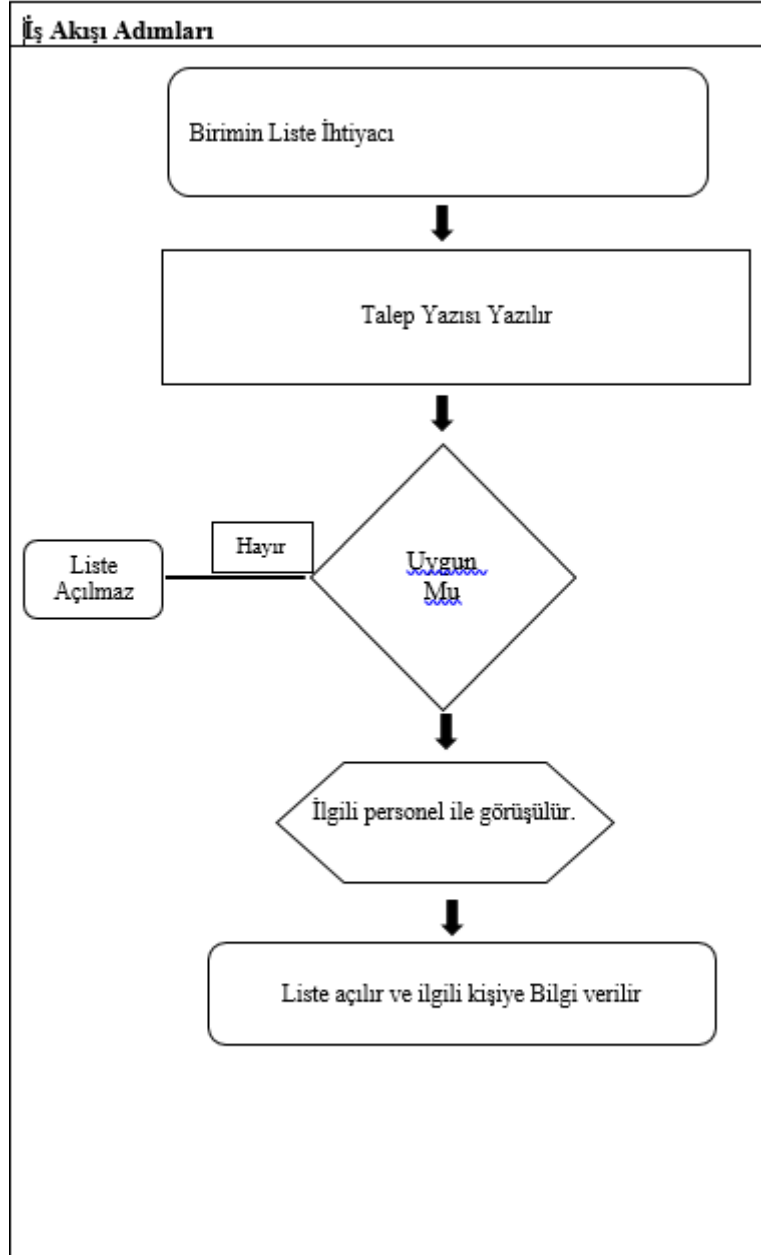 İş Akışı Adımları
Birimin Liste İhtiyacı
Talep Yazısı Yazılır
Hayır
Liste
Açılmaz
Uygun
Mu
İlgili personel ile görüşülür.
Liste açılır ve ilgili kişiye Bilgi verilir